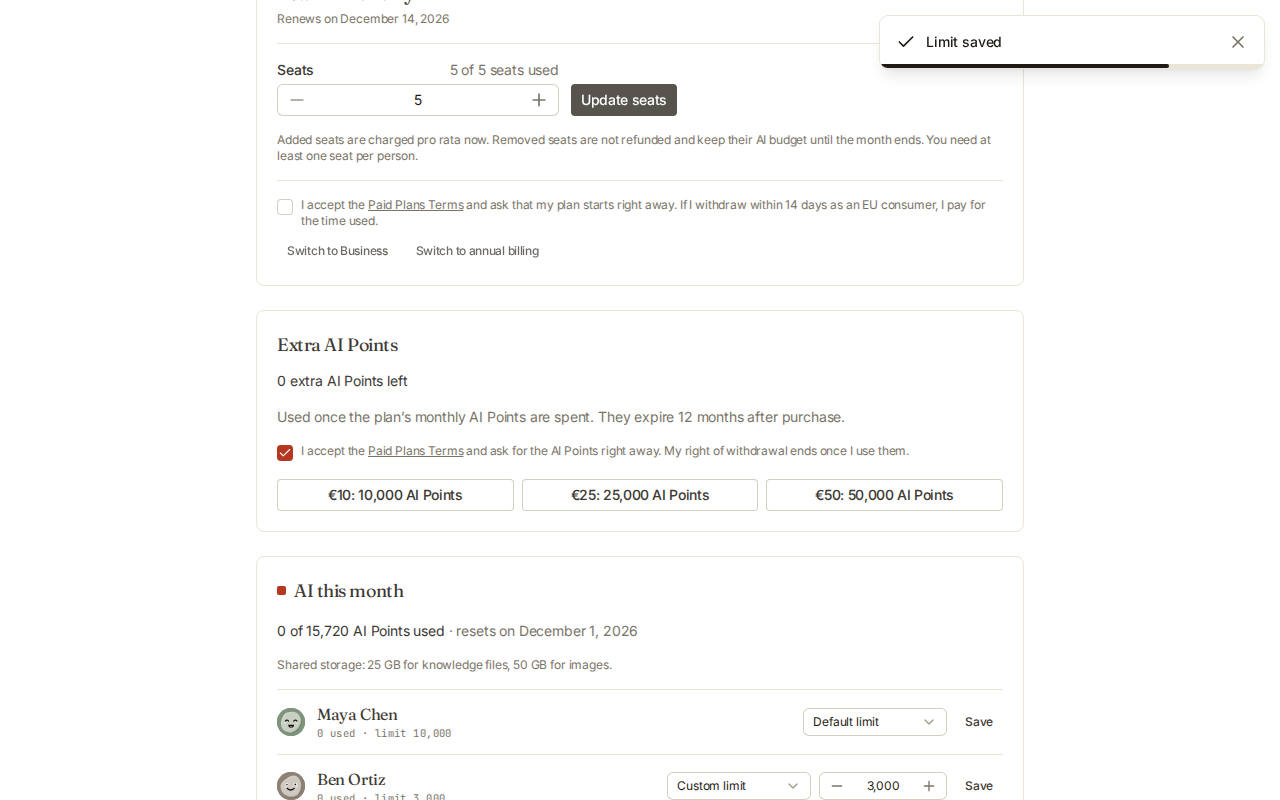 Renews on December 14, 2026
Limit saved
Seats
5 of 5 seats used
5
Update seats
Added seats are charged pro rata now. Removed seats are not refunded and keep their AI budget until the month ends. You need at
least one seat per person.
I accept the Paid Plans Terms and ask that my plan starts right away. If I withdraw within 14 days as an EU consumer, I pay for
the time used.
Switch to Business
Switch to annual billing
Extra AI Points
0 extra AI Points left
Used once the plan's monthly AI Points are spent. They expire 12 months after purchase.
I accept the Paid Plans Terms and ask for the AI Points right away. My right of withdrawal ends once I use them.
€10: 10,000 AI Points
€25: 25,000 AI Points
€50: 50,000 AI Points
AI this month
0 of 15,720 AI Points used · resets on December 1, 2026
Shared storage: 25 GB for knowledge files, 50 GB for images.
Maya Chen
0 used · limit 10,000
Default limit
Save
Ben Ortiz
0 used · limit 3,000
Custom limit
3,000
Save